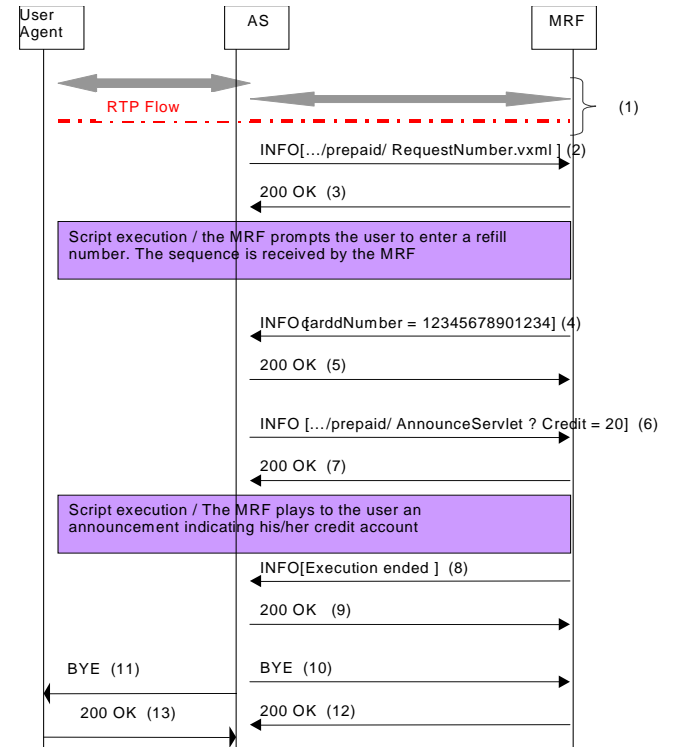 User
Agent
AS
MRF
RTP Flow
(1)
INFO[.../prepaid/ RequestNumber.vxml ] (2)
200 OK (3)
Script execution / the MRF prompts the user to enter a refill
number. The sequence is received by the MRF
INFO[carddNumber = 12345678901234] (4)
200 OK (5)
INFO [.../prepaid/ AnnounceServlet ? Credit = 20] (6)
200 OK (7)
Script execution / The MRF plays to the user an
announcement indicating his/her credit account
INFO[Execution ended ] (8)
200 OK (9)
BYE (11)
BYE (10)
200 OK (13)
200 OK (12)